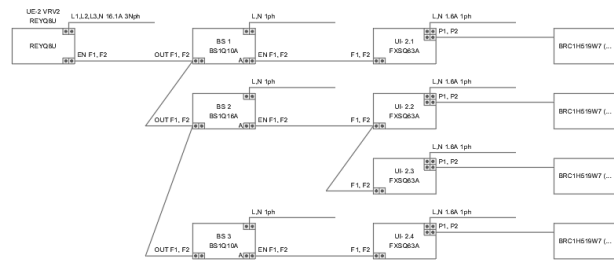 UE-2 VRV2
REYQ8U
L1,L2,L3,N 16.1A 3Nph
REYQ8U
EN F1, F2
OUT F1, F2
BS 1
BS1Q10A
L,N 1ph
A
EN F1, F2
F1, F2
UI- 2.1
FXSQ63A
L,N 1.6A 1ph
P1, P2
BRC1H519W7 (...
OUT F1, F2
BS 2
BS1Q16A
L,N 1ph
A
EN F1, F2
F1, F2
UI- 2.2
FXSQ63A
L,N 1.6A 1ph
P1, P2
BRC1H519W7 (...
F1, F2
UI- 2.3
FXSQ63A
L,N 1.6A 1ph
P1, P2
BRC1H519W7 (...
OUT F1, F2
BS 3
BS1Q10A
L,N 1ph
A
EN F1, F2
F1, F2
UI- 2.4
FXSQ63A
L,N 1.6A 1ph
P1, P2
BRC1H519W7 (...